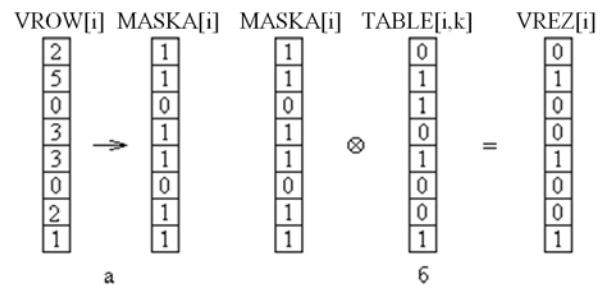 VROW[i] MASKA[i] MASKA[i] TABLE[i,k] VREZ[i]
2 1 1 0 0
5 1 1 1 1
0 0 0 1 0
3 → 1 1 ⊗ 0 = 0
3 1 1 1 1
0 0 0 0 0
2 1 1 0 0
1 1 1 1 1
а б